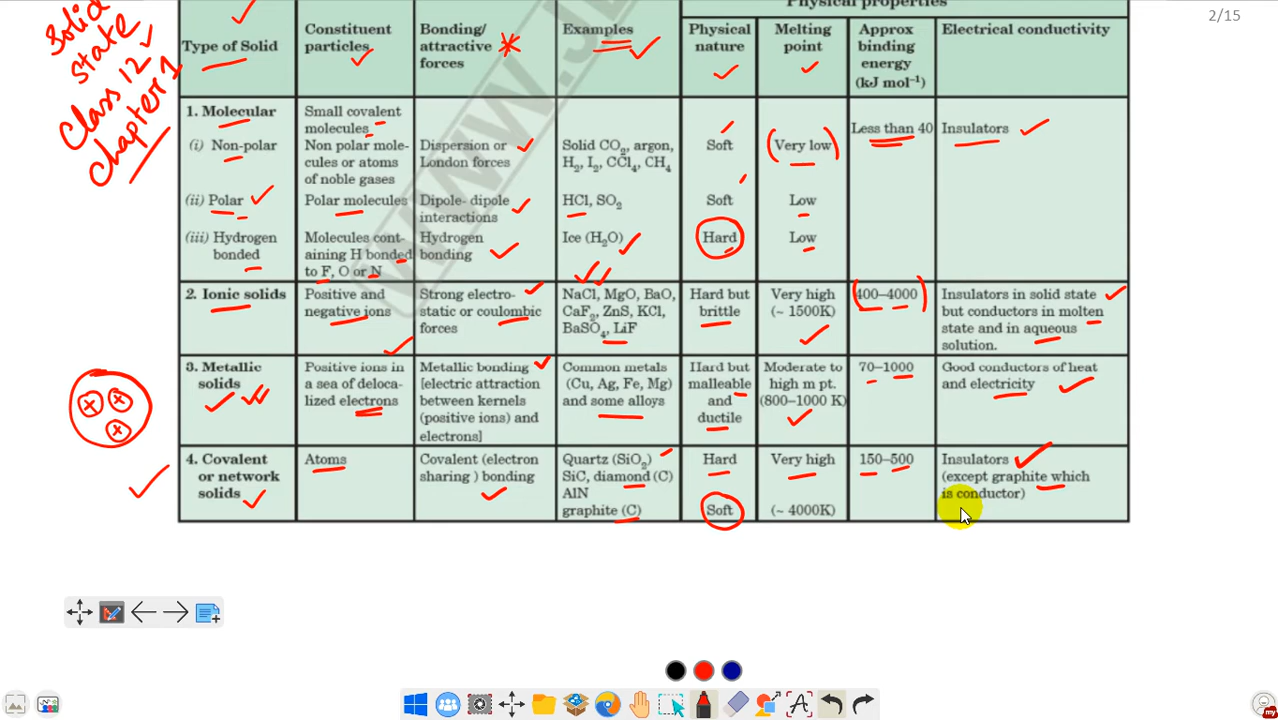 Physical properties
2/15
Solid
State
Class 12
Chapter 1
Type of Solid
Constituent
particles
Bonding/
attractive
forces
Examples
Physical
nature
Melting
point
Approx
binding
energy
(kJ mol⁻¹)
Electrical conductivity
1. Molecular
Small covalent
molecules
Less than 40
Insulators
(i) Non-polar
Non polar mole-
cules or atoms
of noble gases
Dispersion or
London forces
Solid CO₂, argon,
H₂, I₂, CCl₄, CH₄
Soft
Very low
(ii) Polar
Polar molecules
Dipole- dipole
interactions
HCl, SO₂
Soft
Low
(iii) Hydrogen
bonded
Molecules cont-
aining H bonded
to F, O or N
Hydrogen
bonding
Ice (H₂O)
Hard
Low
2. Ionic solids
Positive and
negative ions
Strong electro-
static or coulombic
forces
NaCl, MgO, BaO,
CaF₂, ZnS, KCl,
BaSO₄, LiF
Hard but
brittle
Very high
(~ 1500K)
400–4000
Insulators in solid state
but conductors in molten
state and in aqueous
solution.
3. Metallic
solids
Positive ions in
a sea of deloca-
lized electrons
Metallic bonding
[electric attraction
between kernels
(positive ions) and
electrons]
Common metals
(Cu, Ag, Fe, Mg)
and some alloys
Hard but
malleable
and
ductile
Moderate to
high m pt.
(800–1000 K)
70–1000
Good conductors of heat
and electricity
4. Covalent
or network
solids
Atoms
Covalent (electron
sharing ) bonding
Quartz (SiO₂)
SiC, diamond (C)
AlN
graphite (C)
Hard
Soft
Very high
(~ 4000K)
150–500
Insulators
(except graphite which
is conductor)
WWW.J
my